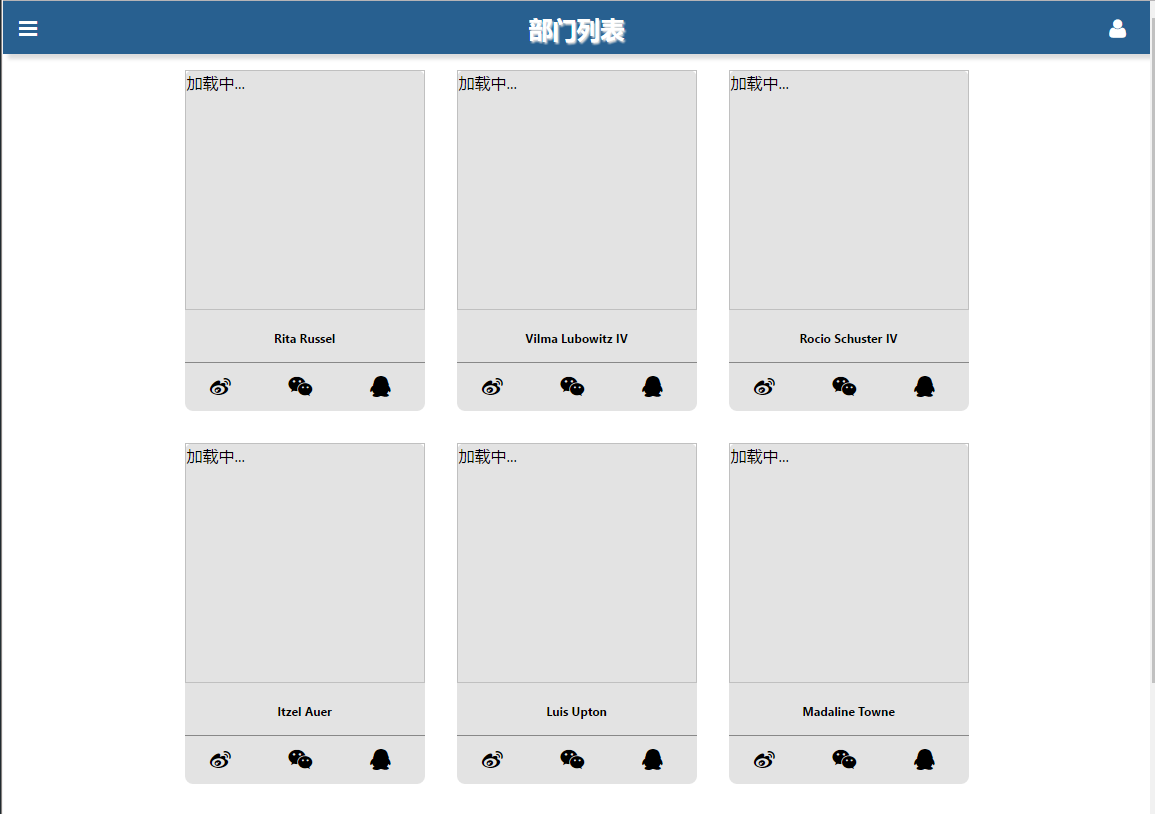 部门列表
加载中...
加载中...
加载中...
Rita Russel
Vilma Lubowitz IV
Rocio Schuster IV
加载中...
加载中...
加载中...
Itzel Auer
Luis Upton
Madaline Towne